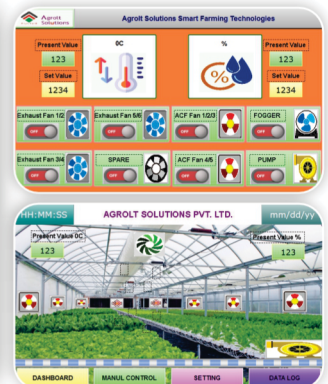 Agrolt
Solutions
Agrolt Solutions Smart Farming Technologies
Present Value
123
Set Value
1234
0C
%
Present Value
123
Set Value
1234
Exhaust Fan 1/2
OFF
Exhaust Fan 6/6
OFF
ACF Fan 1/2/3
OFF
FOGGER
OFF
Exhaust Fan 3/4
OFF
SPARE
OFF
ACF Fan 4/5
OFF
PUMP
OFF
HH:MM:SS
AGROLT SOLUTIONS PVT. LTD.
mm/dd/yy
Present Value 0C
123
Present Value %
123
DASHBOARD
MANUL CONTROL
SETTING
DATA LOG